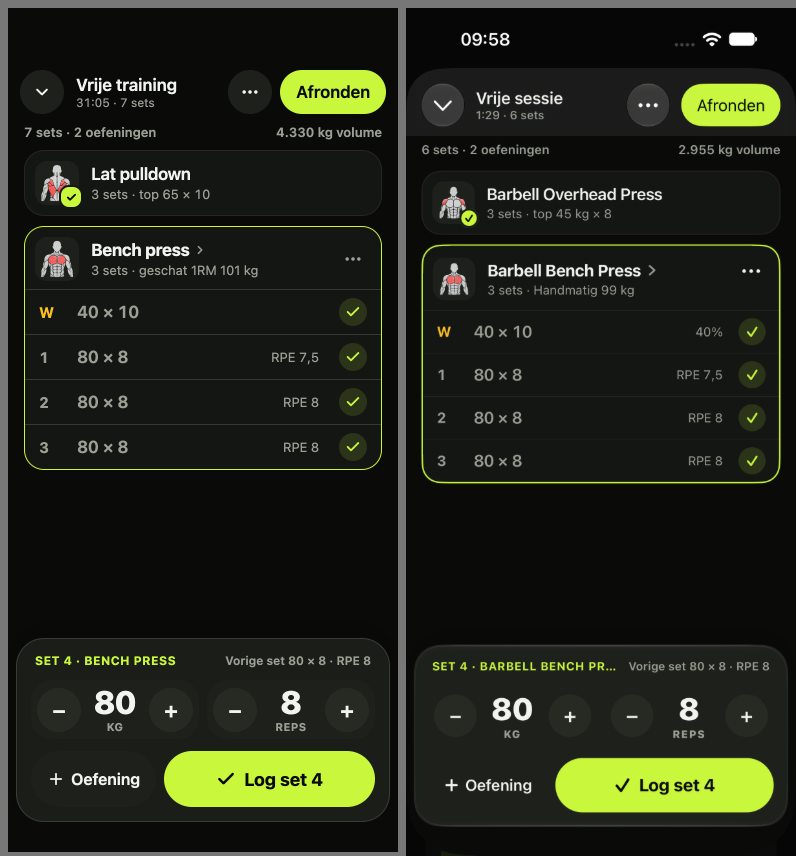 Vrije training
31:05 · 7 sets
Afronden
7 sets · 2 oefeningen
4.330 kg volume
Lat pulldown
3 sets · top 65 × 10
Bench press
3 sets · geschat 1RM 101 kg
W 40 × 10
1 80 × 8 RPE 7,5
2 80 × 8 RPE 8
3 80 × 8 RPE 8
SET 4 · BENCH PRESS
Vorige set 80 × 8 · RPE 8
− 80 + − 8 +
KG REPS
+ Oefening
Log set 4
09:58
Vrije sessie
1:29 · 6 sets
Afronden
6 sets · 2 oefeningen
2.955 kg volume
Barbell Overhead Press
3 sets · top 45 kg × 8
Barbell Bench Press
3 sets · Handmatig 99 kg
W 40 × 10 40%
1 80 × 8 RPE 7,5
2 80 × 8 RPE 8
3 80 × 8 RPE 8
SET 4 · BARBELL BENCH PR...
Vorige set 80 × 8 · RPE 8
− 80 + − 8 +
KG REPS
+ Oefening
Log set 4